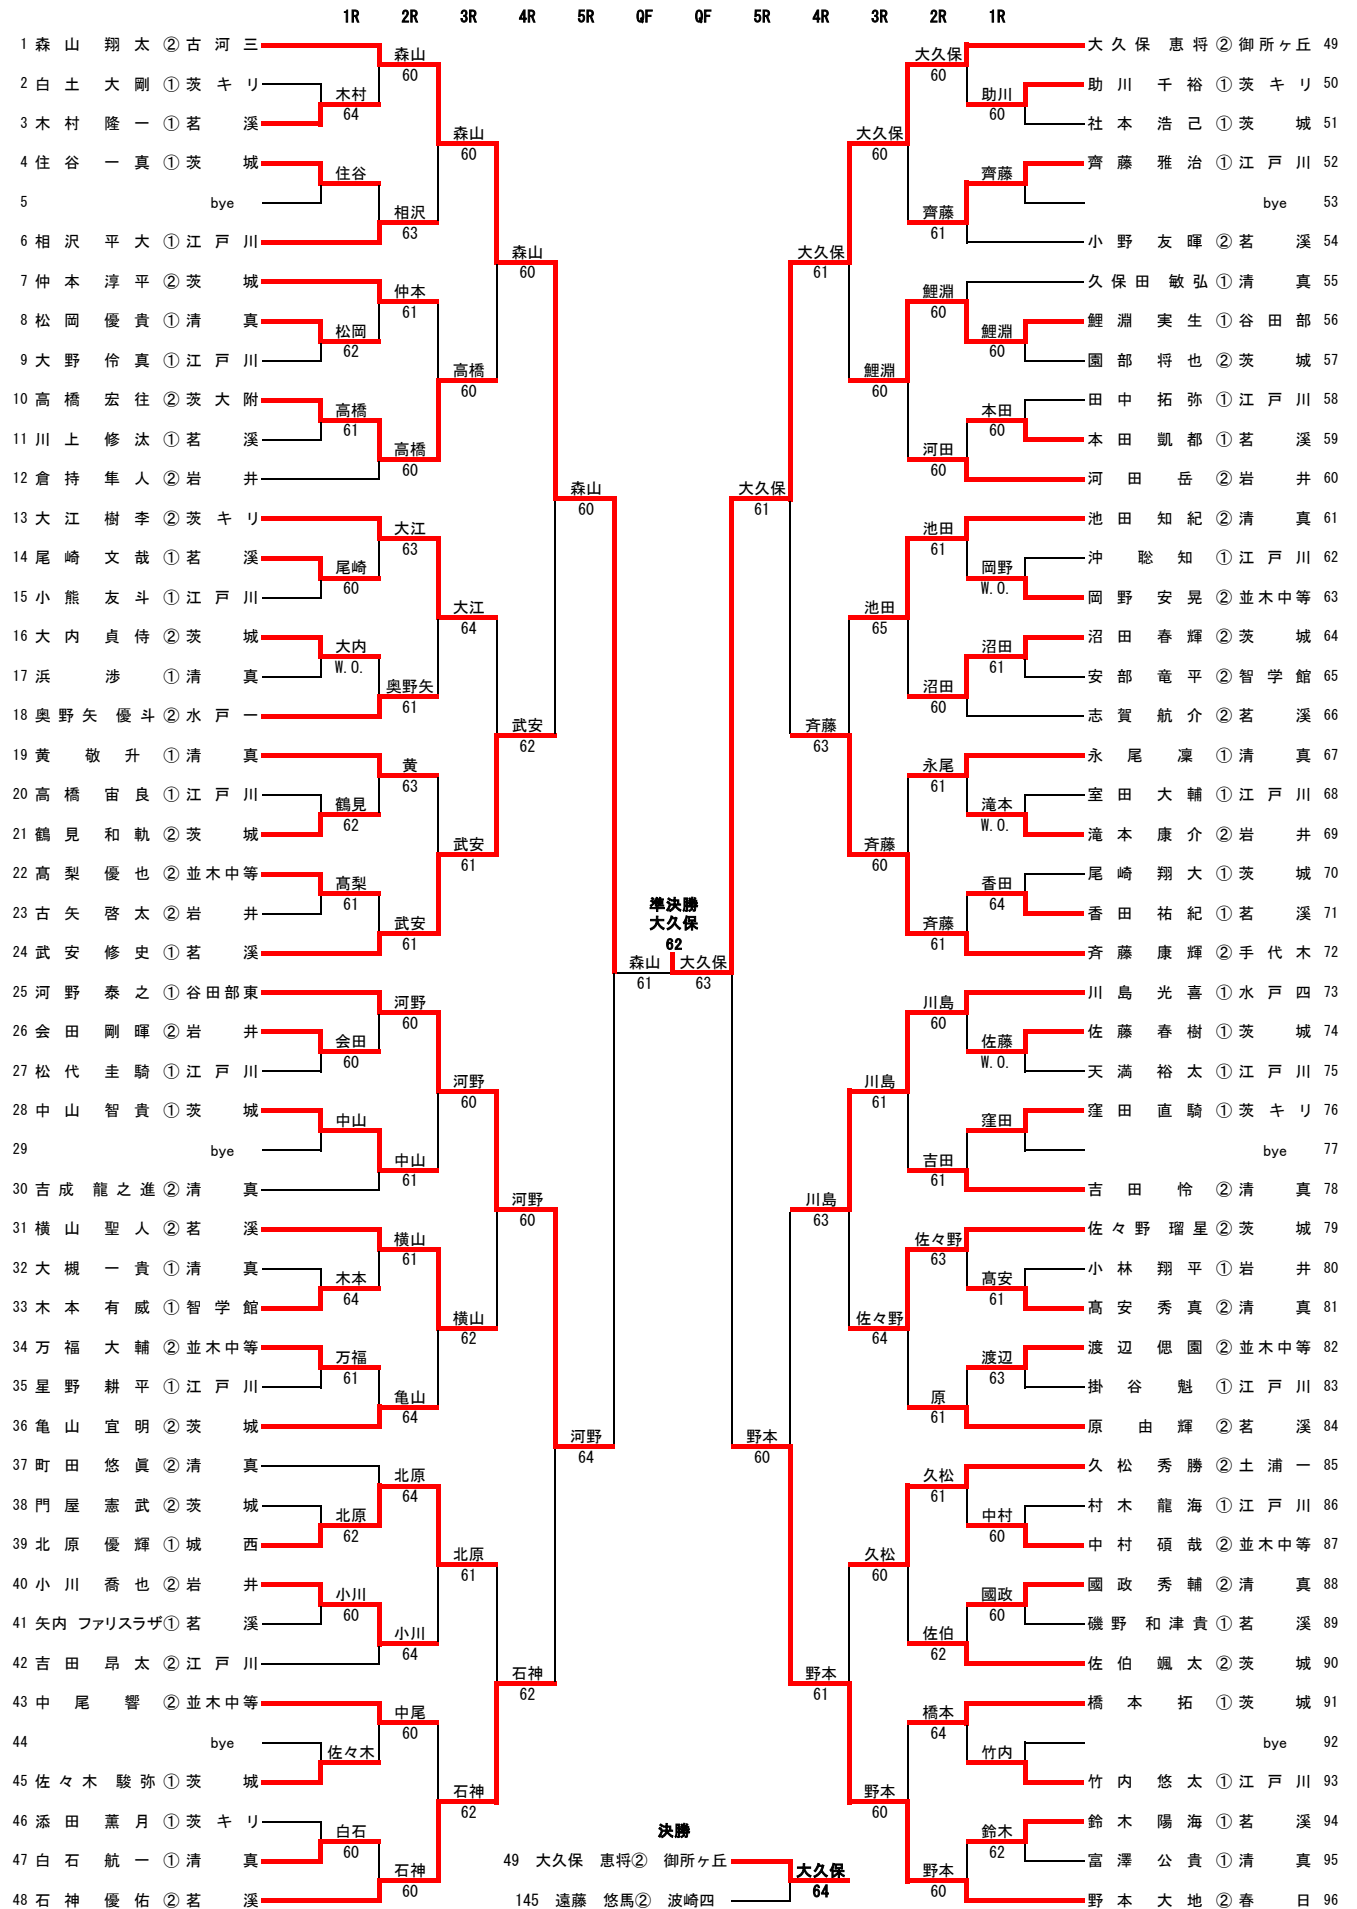 1R 2R 3R 4R 5R QF QF 5R 4R 3R 2R 1R
1 森山 翔太 ② 古河三
2 白土 大剛 ① 茨キリ
3 木村 隆一 ① 茗溪
4 住谷 一真 ① 茨城
5 bye
6 相沢 平大 ① 江戸川
7 仲本 淳平 ② 茨城
8 松岡 優貴 ① 清真
9 大野 伶真 ① 江戸川
10 高橋 宏往 ② 茨大附
11 川上 修汰 ① 茗溪
12 倉持 隼人 ② 岩井
13 大江 樹李 ② 茨キリ
14 尾崎 文哉 ① 茗溪
15 小熊 友斗 ① 江戸川
16 大内 貞侍 ② 茨城
17 浜 渉 ① 清真
18 奥野矢 優斗 ② 水戸一
19 黄 敬升 ① 清真
20 高橋 宙良 ① 江戸川
21 鶴見 和軌 ② 茨城
22 髙梨 優也 ② 並木中等
23 古矢 啓太 ② 岩井
24 武安 修史 ① 茗溪
25 河野 泰之 ① 谷田部東
26 会田 剛暉 ② 岩井
27 松代 圭騎 ① 江戸川
28 中山 智貴 ① 茨城
29 bye
30 吉成 龍之進 ② 清真
31 横山 聖人 ② 茗溪
32 大槻 一貴 ① 清真
33 木本 有威 ① 智学館
34 万福 大輔 ② 並木中等
35 星野 耕平 ① 江戸川
36 亀山 宜明 ② 茨城
37 町田 悠眞 ② 清真
38 門屋 憲武 ② 茨城
39 北原 優輝 ① 城西
40 小川 喬也 ② 岩井
41 矢内 ファリスラザ ① 茗溪
42 吉田 昂太 ② 江戸川
43 中尾 響 ② 並木中等
44 bye
45 佐々木 駿弥 ① 茨城
46 添田 薫月 ① 茨キリ
47 白石 航一 ① 清真
48 石神 優佑 ② 茗溪
木村 64
住谷
松岡 62
高橋 61
尾崎 60
大内 W.O.
鶴見 62
髙梨 61
会田 60
中山
木本 64
万福 61
北原 62
小川 60
佐々木
白石 60
森山 60
相沢 63
仲本 61
高橋 60
大江 63
奥野矢 61
黄 63
武安 61
河野 60
中山 61
横山 61
亀山 64
北原 64
小川 64
中尾 60
石神 60
森山 60
高橋 60
大江 64
武安 61
河野 60
横山 62
北原 61
石神 62
森山 60
武安 62
河野 60
石神 62
森山 60
河野 64
森山 61
準決勝
大久保
62
大久保 63
大久保 61
野本 60
大久保 61
斉藤 63
川島 63
野本 61
大久保 60
鯉淵 60
池田 65
斉藤 60
川島 61
佐々野 64
久松 60
野本 60
大久保 60
齊藤 61
鯉淵 60
河田 60
池田 61
沼田 60
永尾 61
斉藤 61
川島 60
吉田 61
佐々野 63
原 61
久松 61
佐伯 62
橋本 64
野本 60
助川 60
齊藤
鯉淵 60
本田 60
岡野 W.O.
沼田 61
滝本 W.O.
香田 64
佐藤 W.O.
窪田
髙安 61
渡辺 63
中村 60
國政 60
竹内
鈴木 62
大久保 恵将 ② 御所ヶ丘 49
助川 千裕 ① 茨キリ 50
社本 浩己 ① 茨城 51
齊藤 雅治 ① 江戸川 52
bye 53
小野 友暉 ② 茗溪 54
久保田 敏弘 ① 清真 55
鯉淵 実生 ① 谷田部 56
園部 将也 ② 茨城 57
田中 拓弥 ① 江戸川 58
本田 凱都 ① 茗溪 59
河田 岳 ② 岩井 60
池田 知紀 ② 清真 61
沖 聡知 ① 江戸川 62
岡野 安晃 ② 並木中等 63
沼田 春輝 ② 茨城 64
安部 竜平 ② 智学館 65
志賀 航介 ② 茗溪 66
永尾 凜 ① 清真 67
室田 大輔 ① 江戸川 68
滝本 康介 ② 岩井 69
尾崎 翔大 ① 茨城 70
香田 祐紀 ① 茗溪 71
斉藤 康輝 ② 手代木 72
川島 光喜 ① 水戸四 73
佐藤 春樹 ① 茨城 74
天満 裕太 ① 江戸川 75
窪田 直騎 ① 茨キリ 76
bye 77
吉田 怜 ② 清真 78
佐々野 瑠星 ② 茨城 79
小林 翔平 ① 岩井 80
髙安 秀真 ② 清真 81
渡辺 偲園 ② 並木中等 82
掛谷 魁 ① 江戸川 83
原 由輝 ② 茗溪 84
久松 秀勝 ② 土浦一 85
村木 龍海 ① 江戸川 86
中村 碩哉 ② 並木中等 87
國政 秀輔 ② 清真 88
磯野 和津貴 ① 茗溪 89
佐伯 颯太 ② 茨城 90
橋本 拓 ① 茨城 91
bye 92
竹内 悠太 ① 江戸川 93
鈴木 陽海 ① 茗溪 94
富澤 公貴 ① 清真 95
野本 大地 ② 春日 96
決勝
49 大久保 恵将② 御所ヶ丘
145 遠藤 悠馬② 波崎四
大久保
64